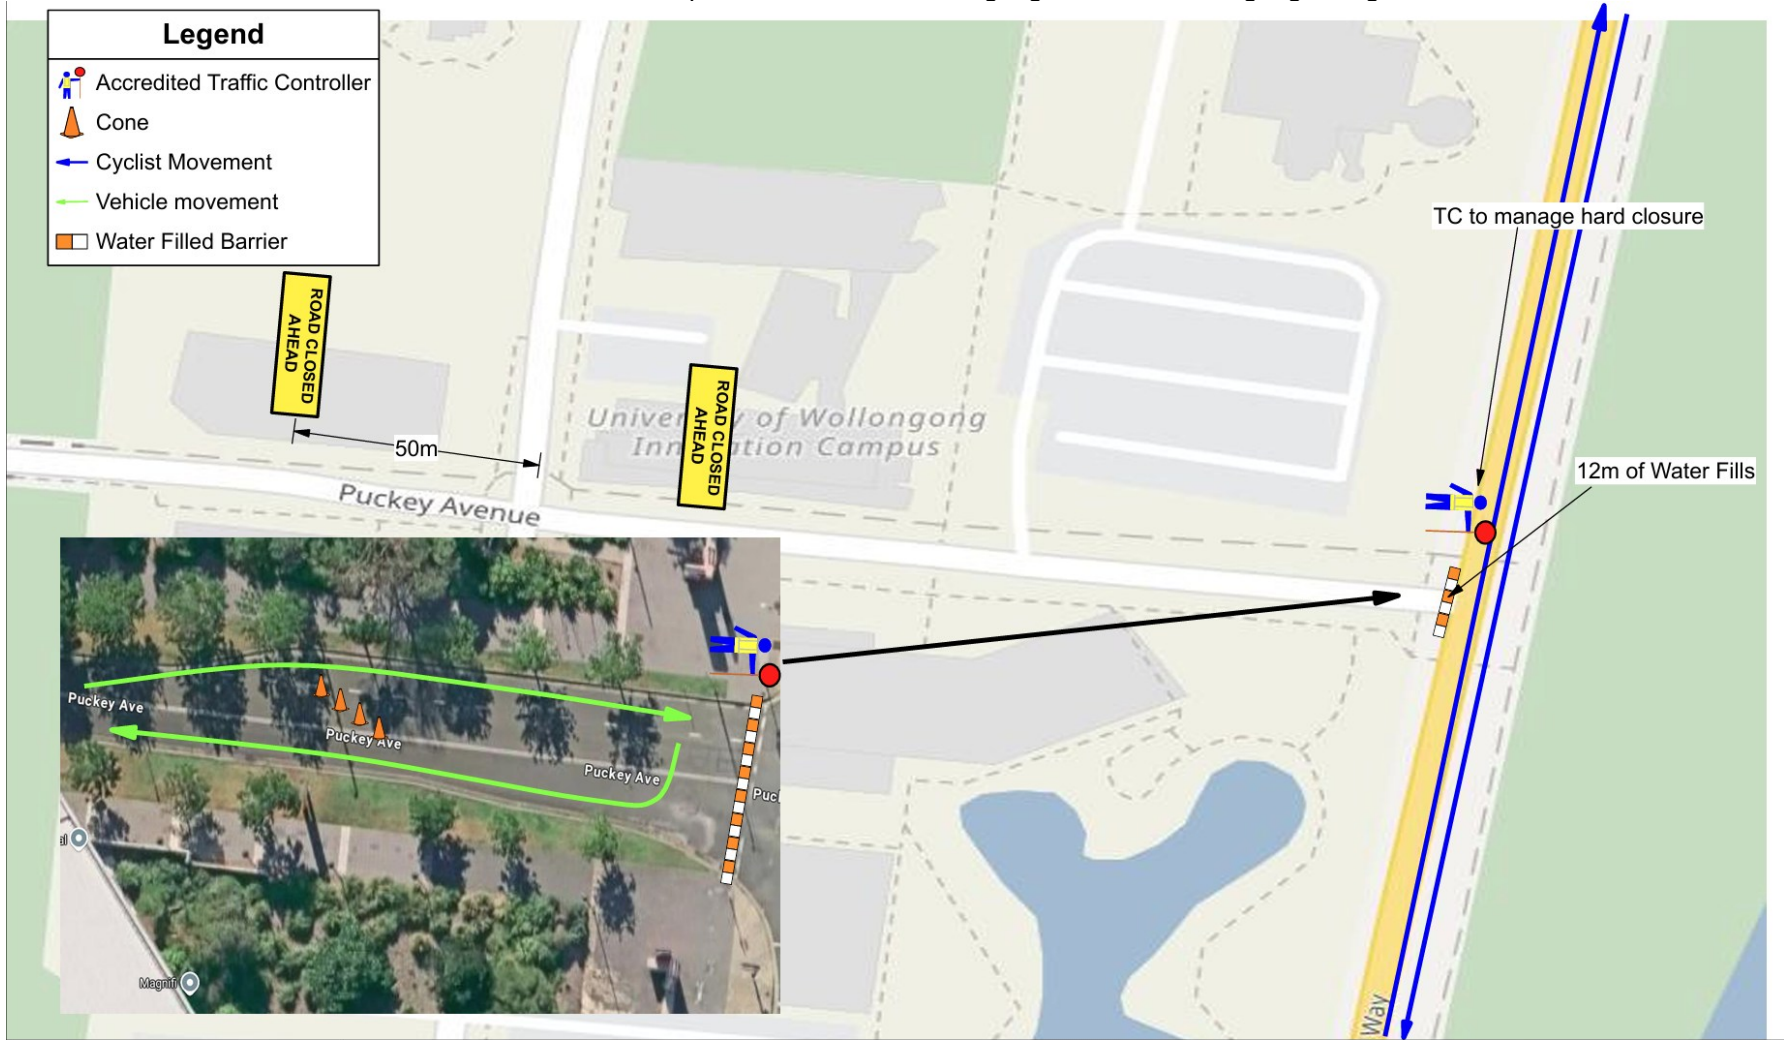 Legend
Accredited Traffic Controller
Cone
Cyclist Movement
Vehicle movement
Water Filled Barrier
TC to manage hard closure
ROAD CLOSED
AHEAD
ROAD CLOSED
AHEAD
50m
University of Wollongong
Campus
12m of Water Fills
Puckey Avenue
Puckey Ave
Puckey Ave
Puckey Ave
Puck
al
Magnifi
Way